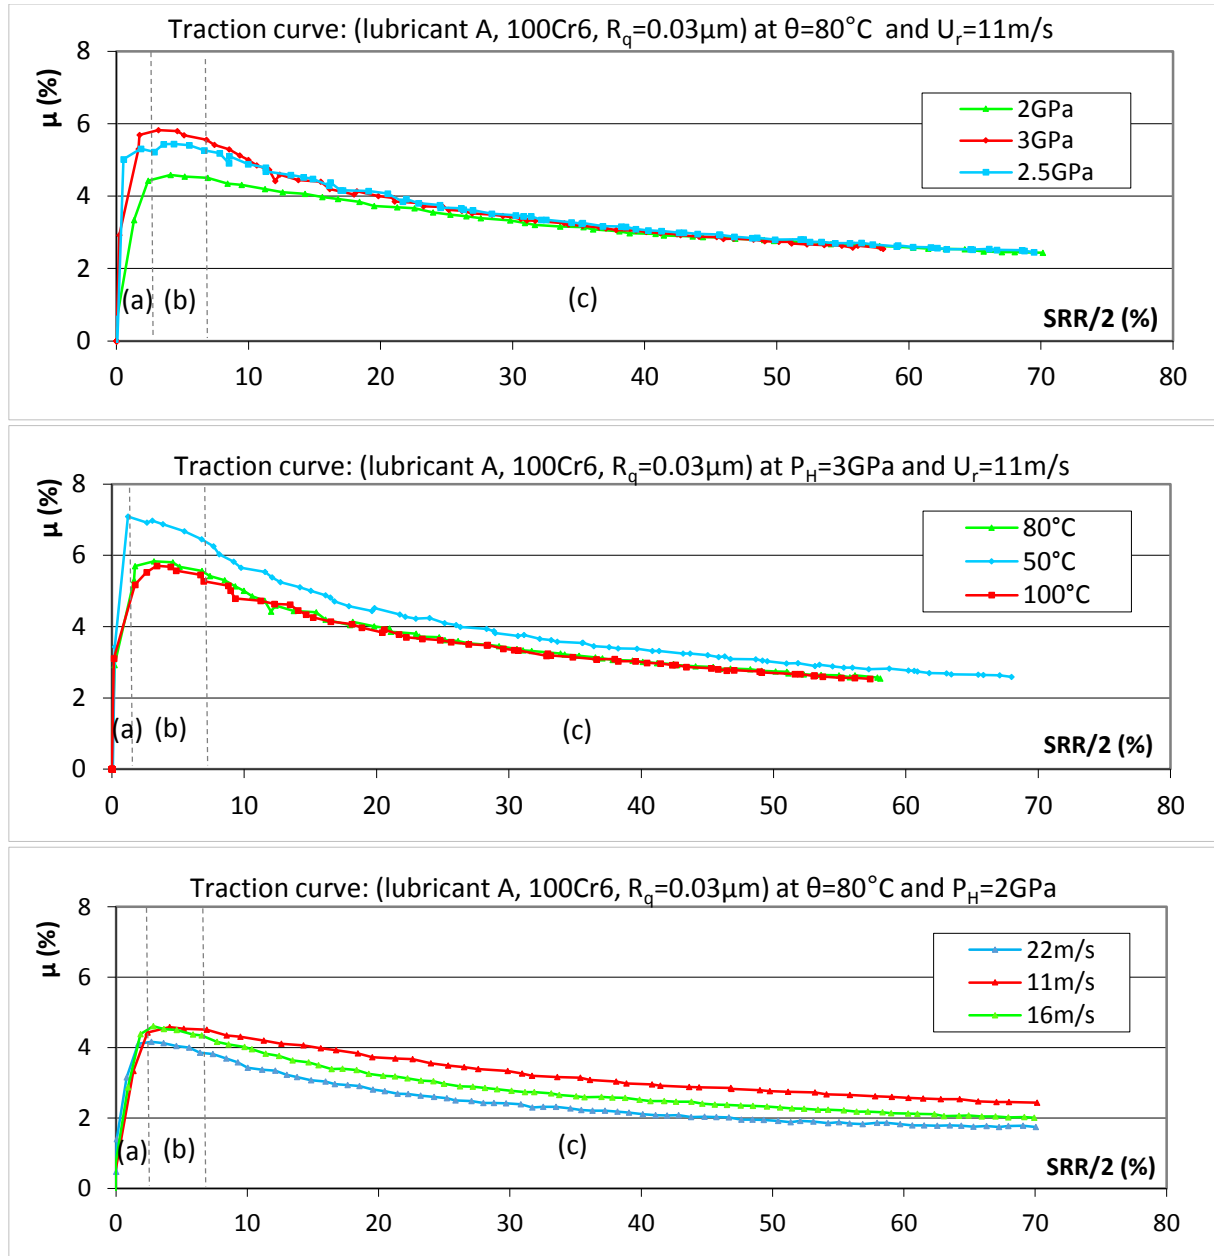 Traction curve: (lubricant A, 100Cr6, Rq=0.03µm) at θ=80°C and Ur=11m/s
8
6
4
2
0
µ (%)
2GPa
3GPa
2.5GPa
(a)
(b)
(c)
SRR/2 (%)
0 10 20 30 40 50 60 70 80
Traction curve: (lubricant A, 100Cr6, Rq=0.03µm) at PH=3GPa and Ur=11m/s
8
6
4
2
0
µ (%)
80°C
50°C
100°C
(a)
(b)
(c)
SRR/2 (%)
0 10 20 30 40 50 60 70 80
Traction curve: (lubricant A, 100Cr6, Rq=0.03µm) at θ=80°C and PH=2GPa
8
6
4
2
0
µ (%)
22m/s
11m/s
16m/s
(a)
(b)
(c)
SRR/2 (%)
0 10 20 30 40 50 60 70 80